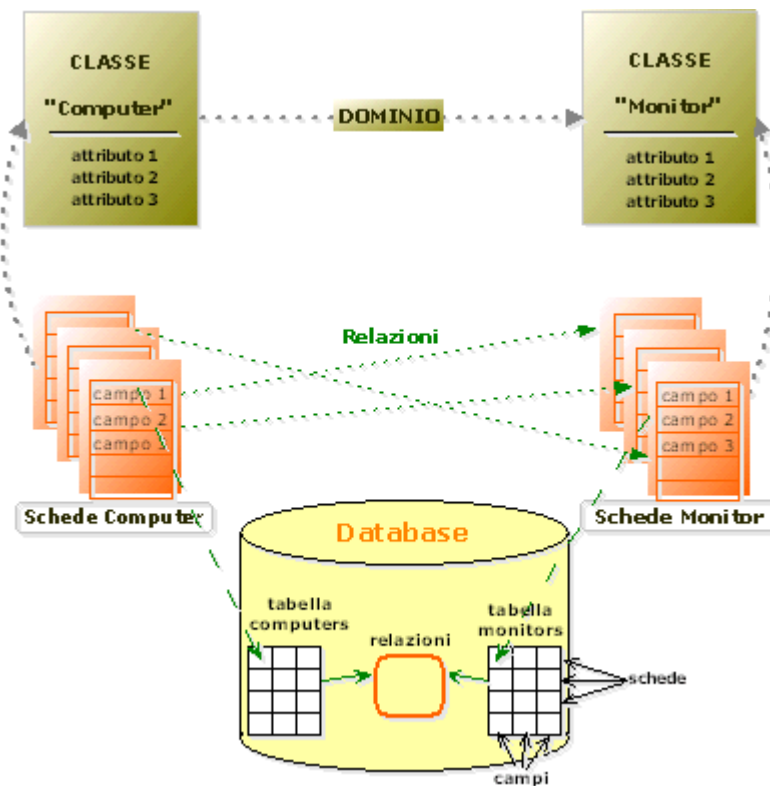 CLASSE
"Computer"
attributo 1
attributo 2
attributo 3
DOMINIO
CLASSE
"Monitor"
attributo 1
attributo 2
attributo 3
Relazioni
campo 1
campo 2
campo 3
Schede Computer
campo 1
campo 2
campo 3
Schede Monitor
Database
tabella
computers
relazioni
tabella
monitors
schede
campi